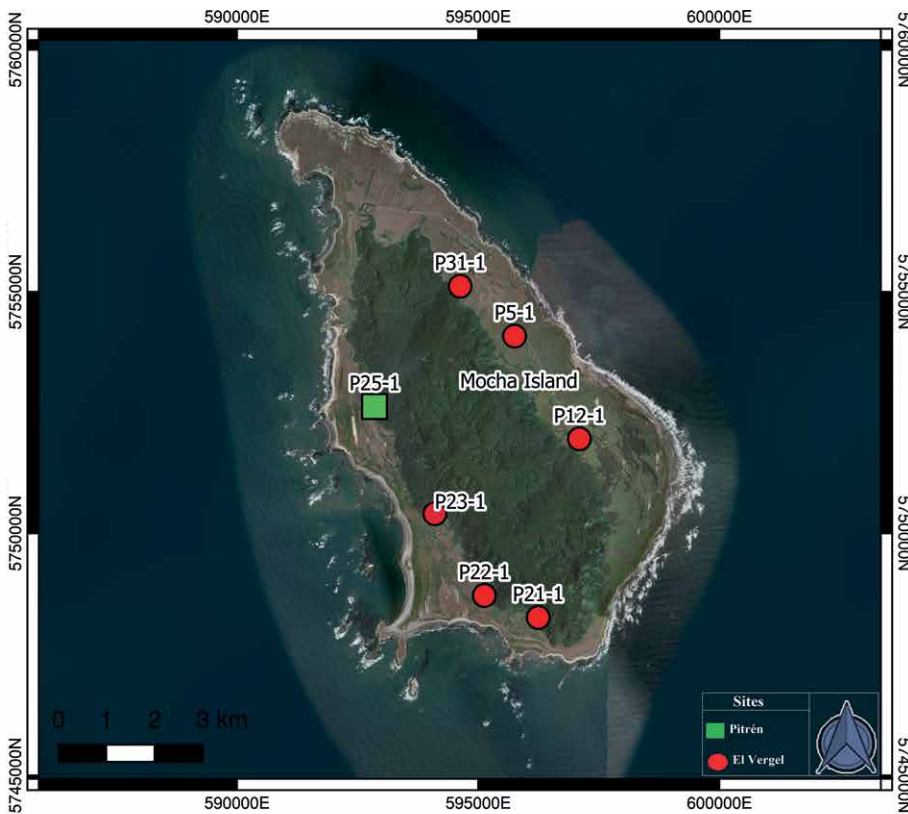 590000E 595000E 600000E
5760000N 5760000N
P31-1
5755000N 5755000N
P5-1
Mocha Island
P25-1
P12-1
P23-1
5750000N 5750000N
P22-1
P21-1
0 1 2 3 km
Sites
Pitrén
El Vergel
5745000N 5745000N
590000E 595000E 600000E